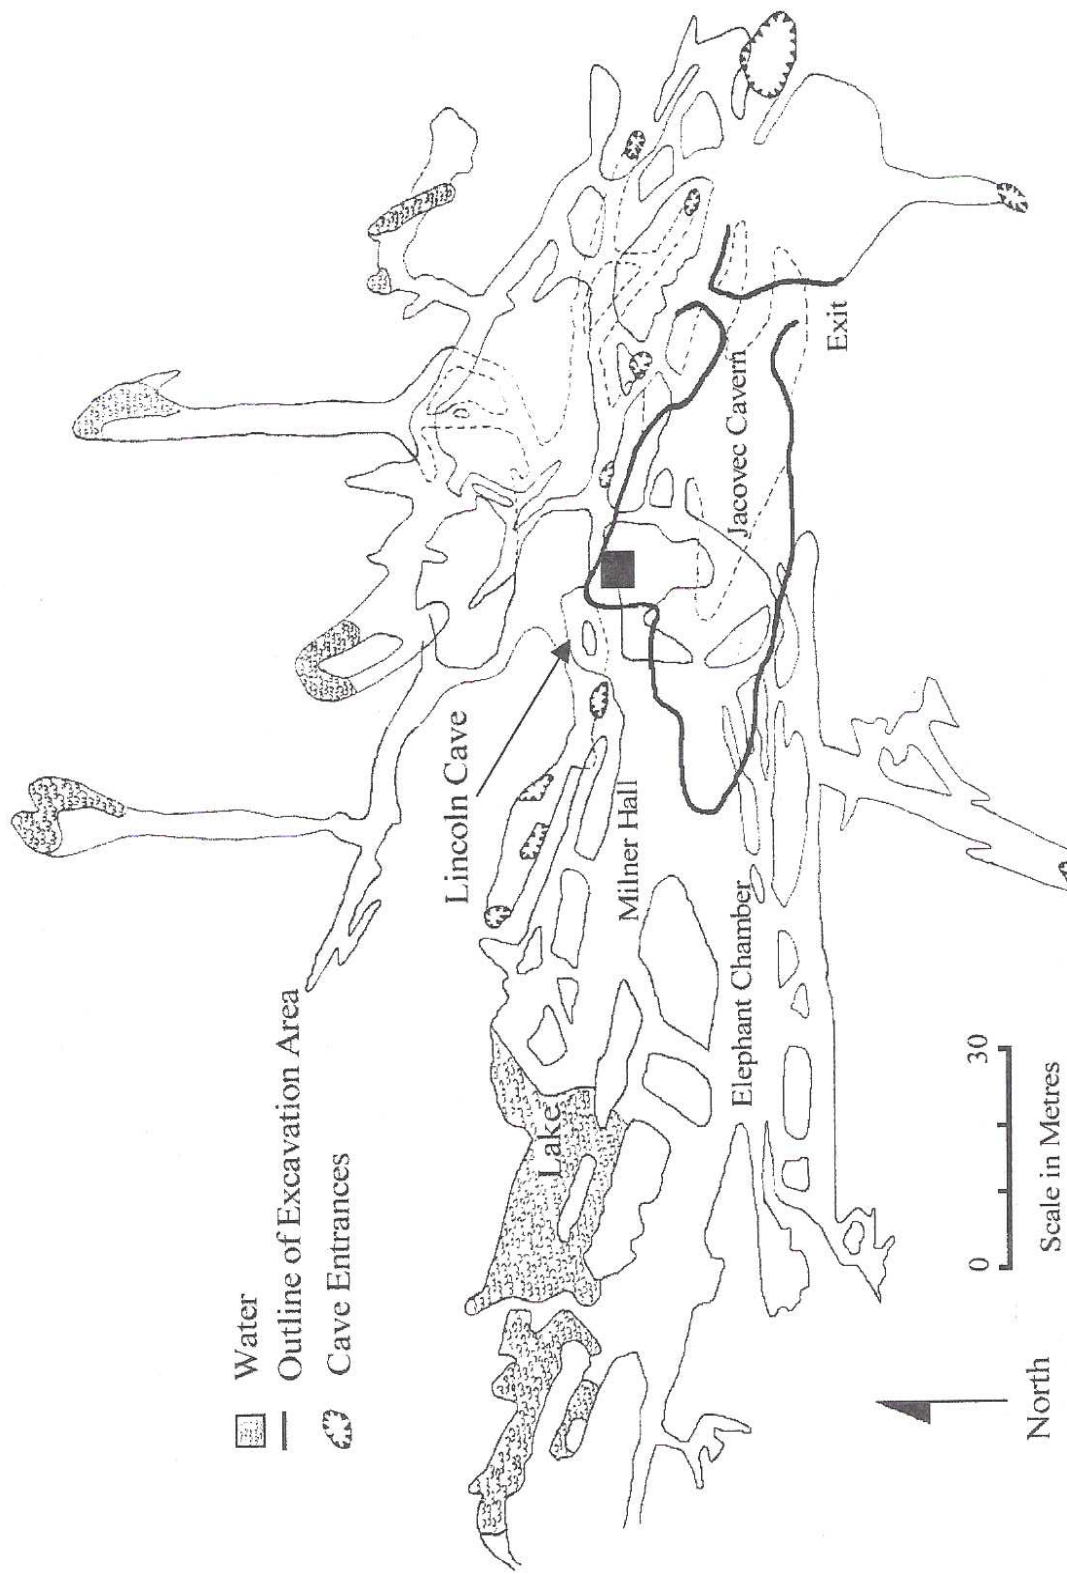 Water
Outline of Excavation Area
Cave Entrances
Lincoln Cave
Lake
Milner Hall
Elephant Chamber
Jacovec Cavern
Exit
North
0 30
Scale in Metres